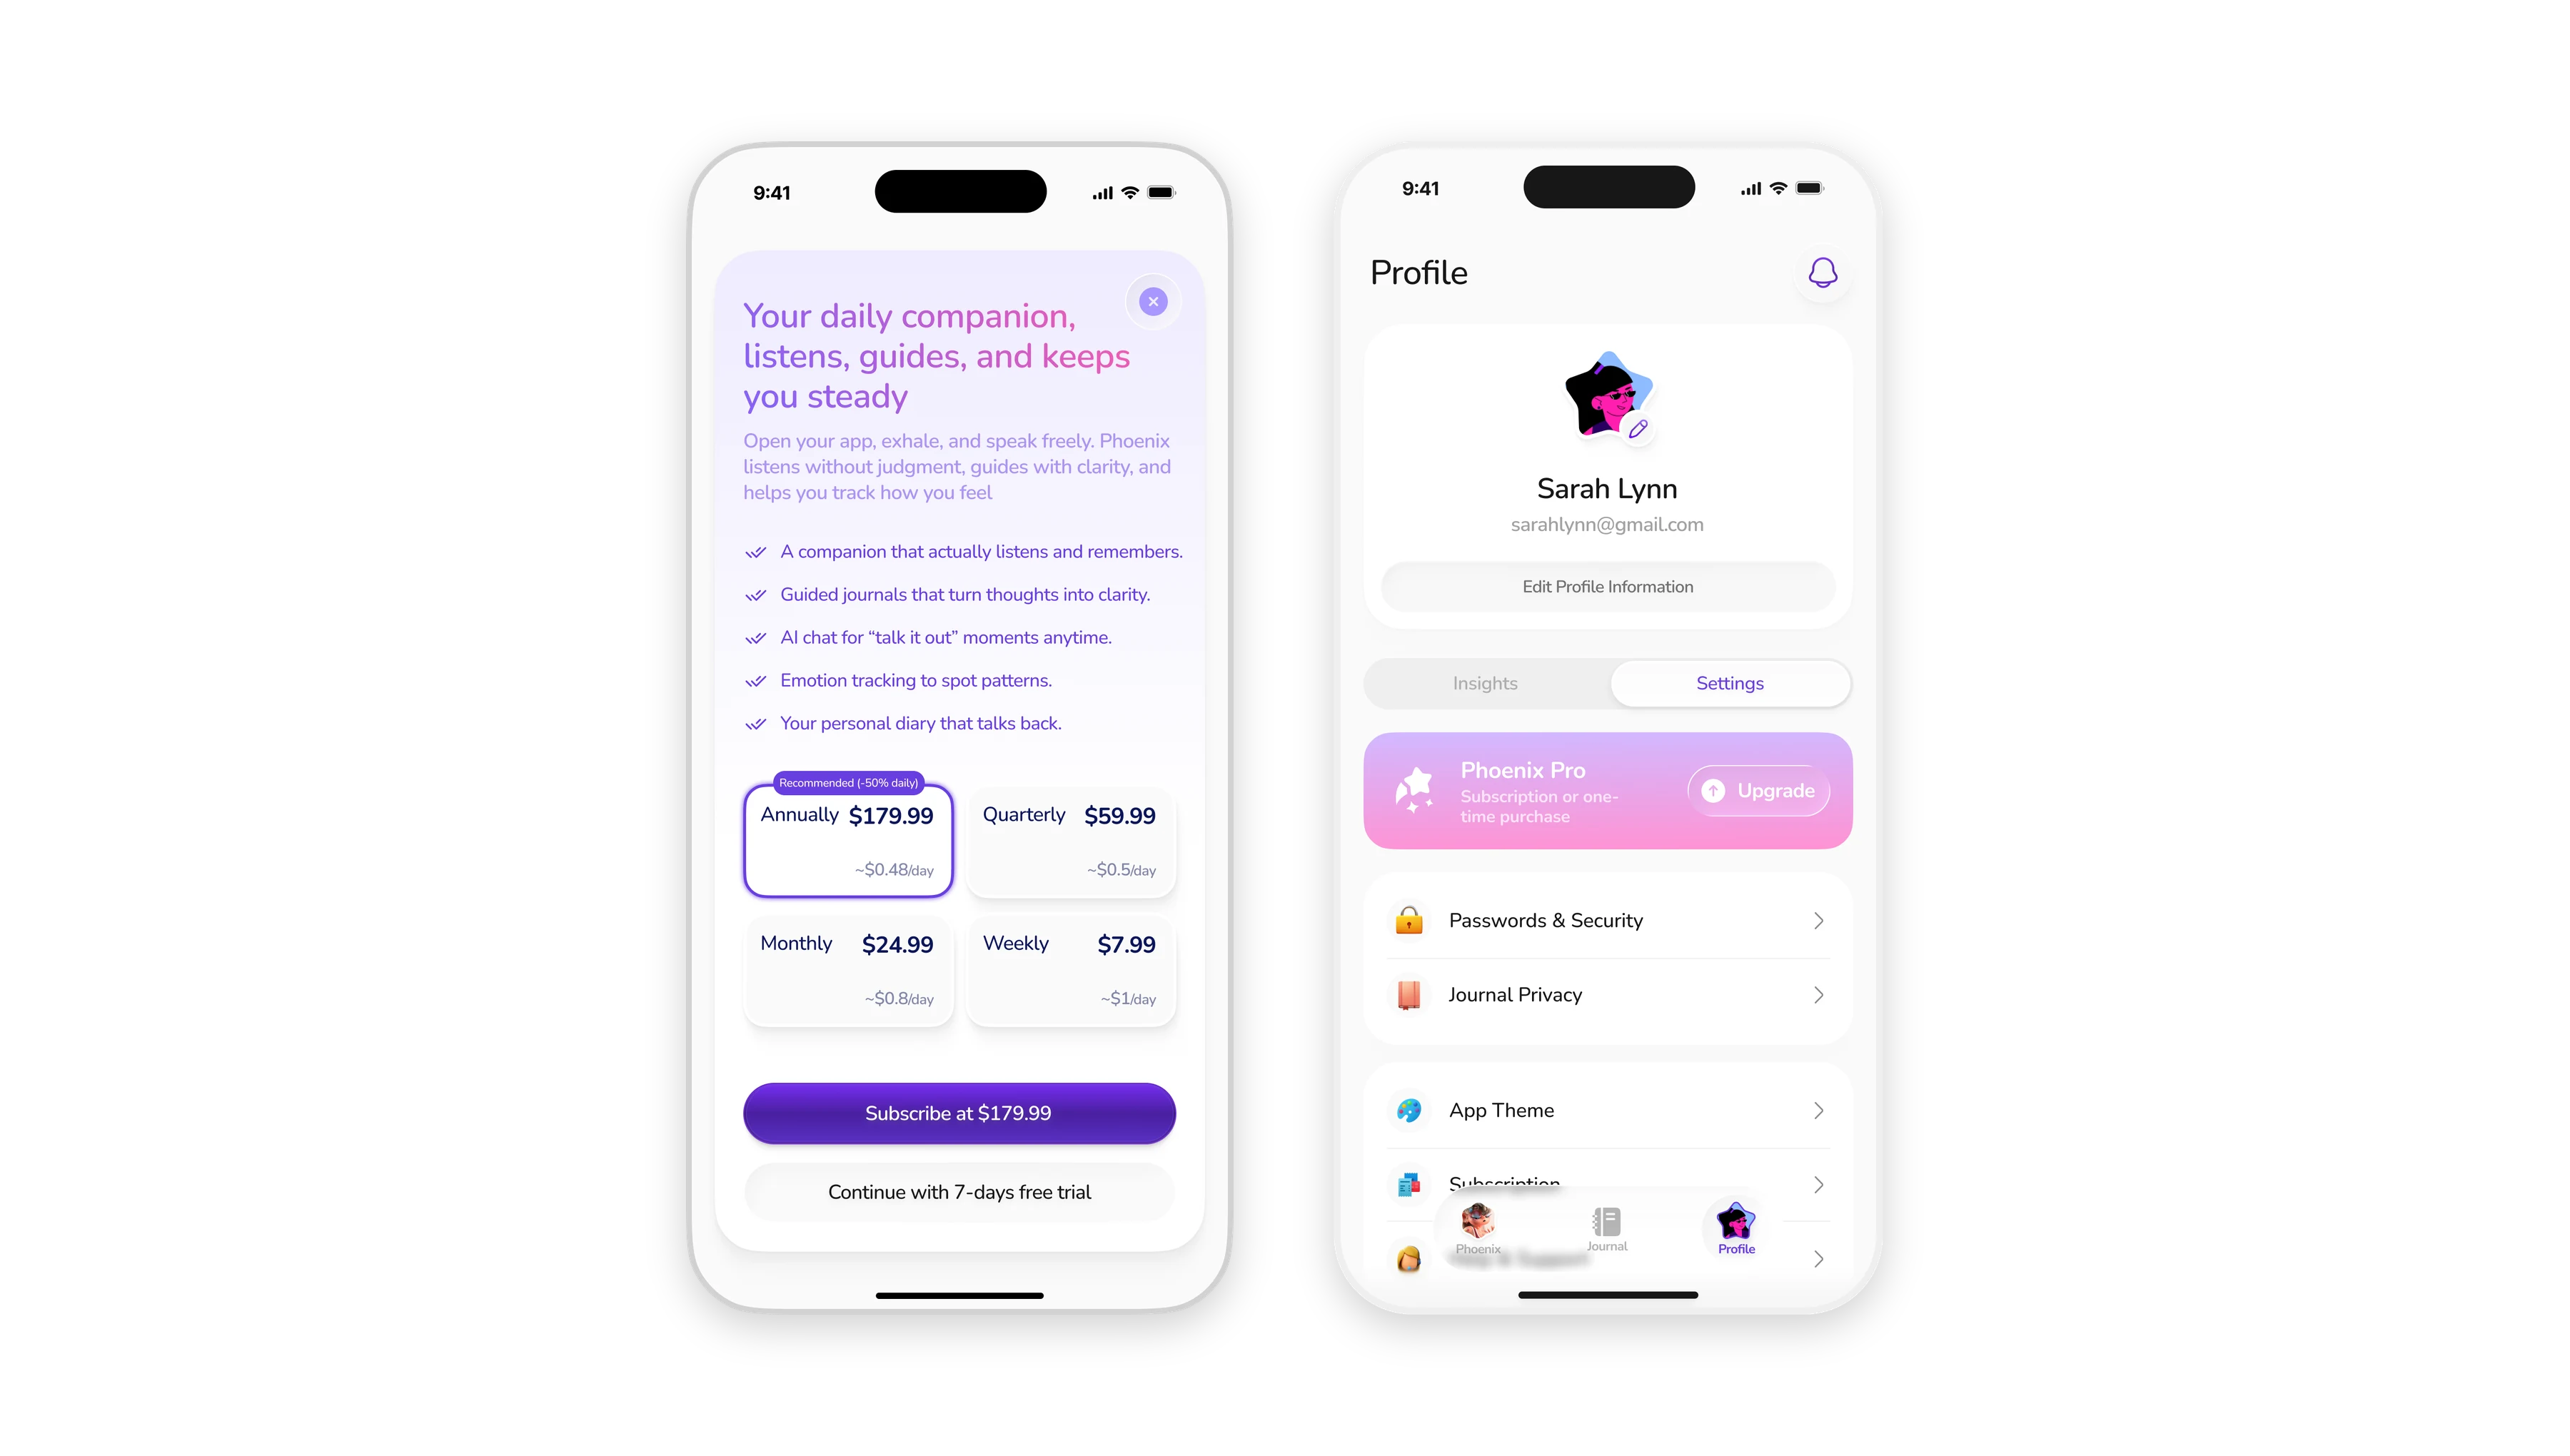 9:41
Your daily companion,
listens, guides, and keeps
you steady
Open your app, exhale, and speak freely. Phoenix
listens without judgment, guides with clarity, and
helps you track how you feel
A companion that actually listens and remembers.
Guided journals that turn thoughts into clarity.
AI chat for “talk it out” moments anytime.
Emotion tracking to spot patterns.
Your personal diary that talks back.
Recommended (-50% daily)
Annually $179.99
~$0.48/day
Quarterly $59.99
~$0.5/day
Monthly $24.99
~$0.8/day
Weekly $7.99
~$1/day
Subscribe at $179.99
Continue with 7-days free trial
9:41
Profile
Sarah Lynn
sarahlynn@gmail.com
Edit Profile Information
Insights
Settings
Phoenix Pro
Subscription or one-
time purchase
Upgrade
Passwords & Security
Journal Privacy
App Theme
Subscription
Help & Support
Phoenix
Journal
Profile